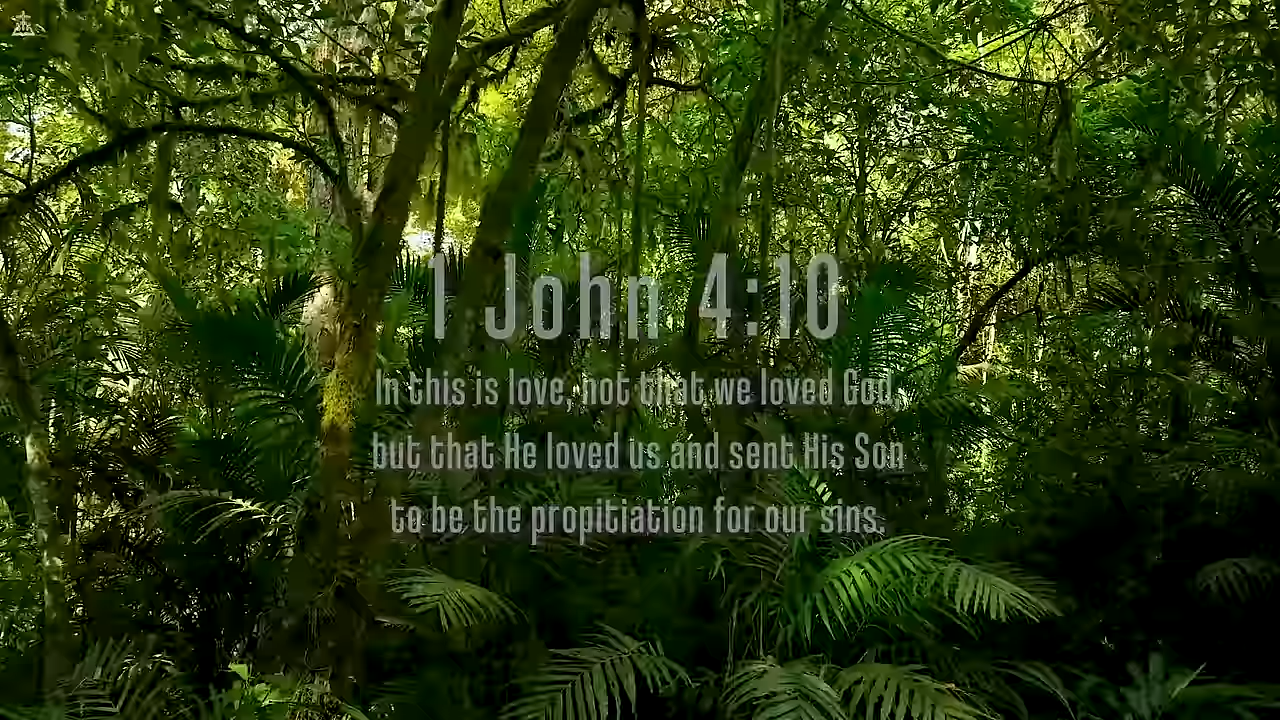 1 John 4:10
In this is love, not that we loved God
but that He loved us and sent His Son
to be the propitiation for our sins.